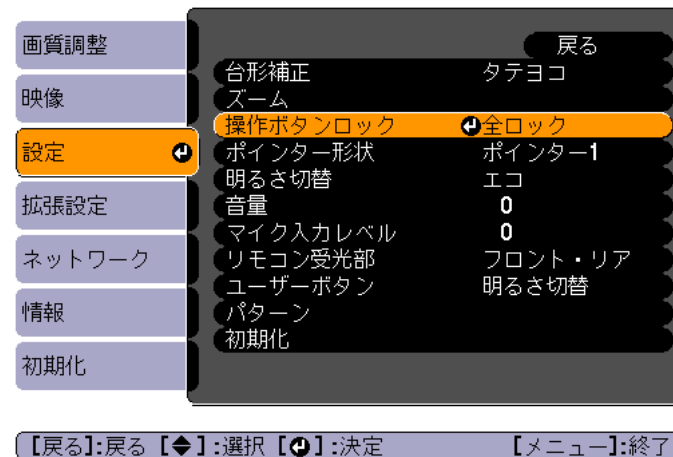 画質調整
映像
設定
拡張設定
ネットワーク
情報
初期化
戻る
台形補正 タテヨコ
ズーム
操作ボタンロック 全ロック
ポインター形状 ポインター1
明るさ切替 エコ
音量 0
マイク入力レベル 0
リモコン受光部 フロント・リア
ユーザーボタン 明るさ切替
パターン
初期化
【戻る】:戻る 【◆】:選択 【⏎】:決定 【メニュー】:終了